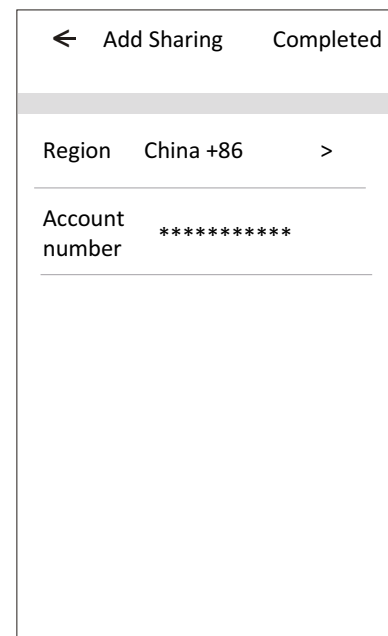 ← Add Sharing Completed
Region China +86 >
Account
number ***********